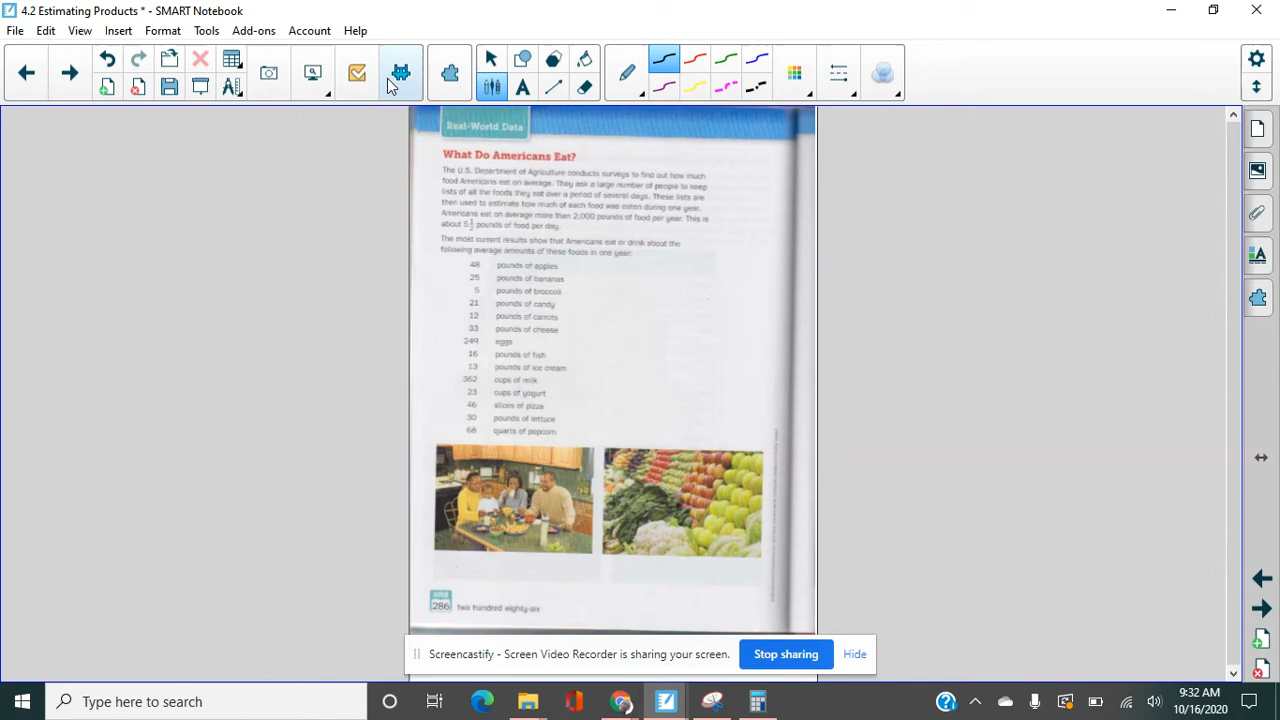 4.2 Estimating Products * - SMART Notebook
File Edit View Insert Format Tools Add-ons Account Help
Real-World Data
What Do Americans Eat?
The U.S. Department of Agriculture conducts surveys to find out how much
food Americans eat on average. They ask a large number of people to keep
lists of all the foods they eat over a period of several days. These lists are
then used to estimate how much of each food was eaten during one year.
Americans eat on average more than 2,000 pounds of food per year. This is
about 5 1/2 pounds of food per day.
The most current results show that Americans eat or drink about the
following average amounts of these foods in one year:
48 pounds of apples
25 pounds of bananas
5 pounds of broccoli
21 pounds of candy
12 pounds of carrots
33 pounds of cheese
249 eggs
16 pounds of fish
13 pounds of ice cream
362 cups of milk
23 cups of yogurt
46 slices of pizza
30 pounds of lettuce
68 quarts of popcorn
SRB
286 two hundred eighty-six
Screencastify - Screen Video Recorder is sharing your screen. Stop sharing Hide
Type here to search
9:32 AM
10/16/2020